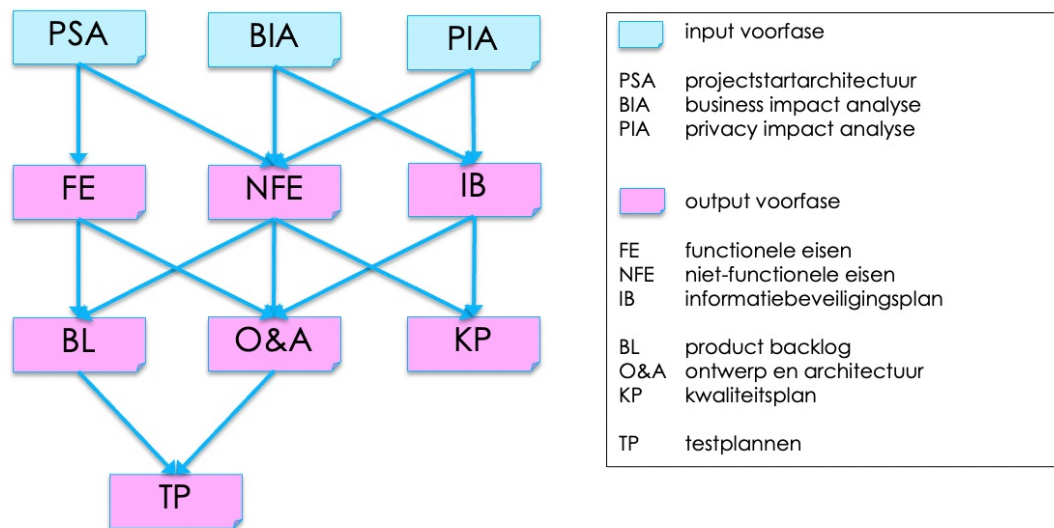 PSA
BIA
PIA
FE
NFE
IB
BL
O&A
KP
TP
input voorfase
PSA projectstartarchitectuur
BIA business impact analyse
PIA privacy impact analyse
output voorfase
FE functionele eisen
NFE niet-functionele eisen
IB informatiebeveiligingsplan
BL product backlog
O&A ontwerp en architectuur
KP kwaliteitsplan
TP testplannen